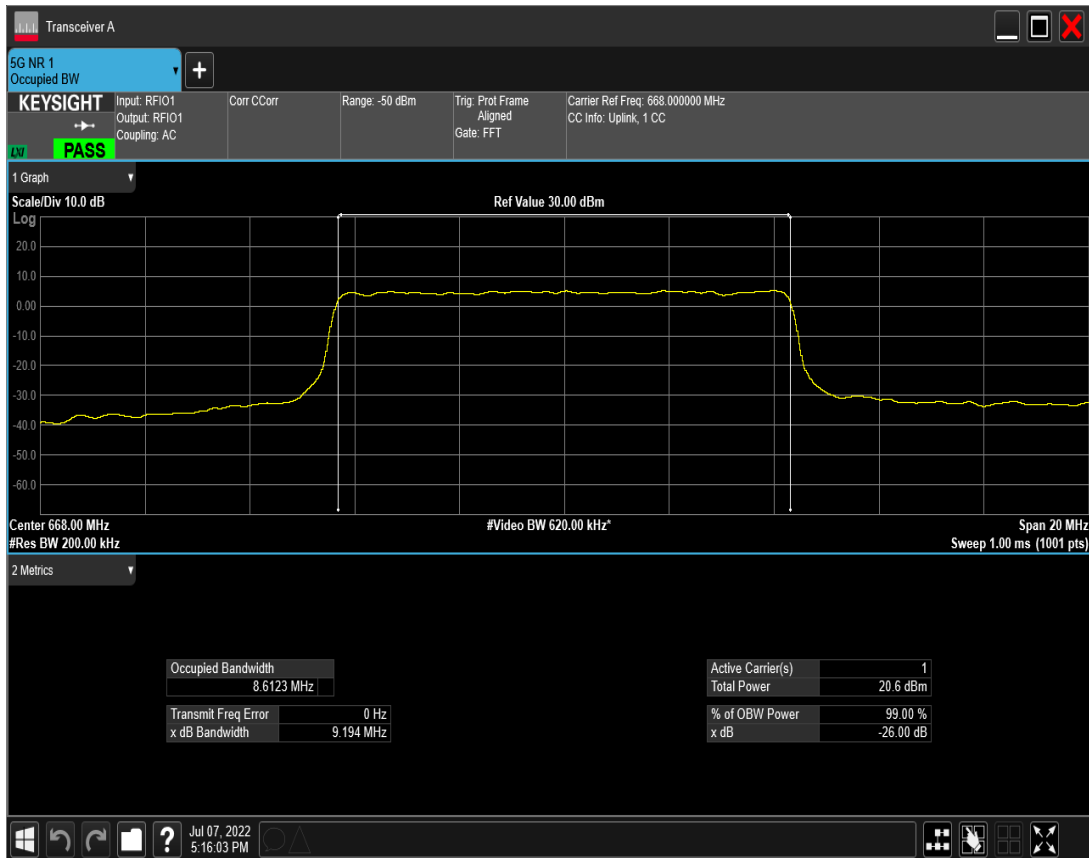 Transceiver A
5G NR 1
Occupied BW
KEYSIGHT
LXI
PASS
Input: RFIO1
Output: RFIO1
Coupling: AC
Corr CCorr
Range: -50 dBm
Trig: Prot Frame
Aligned
Gate: FFT
Carrier Ref Freq: 668.000000 MHz
CC Info: Uplink, 1 CC
1 Graph
Scale/Div 10.0 dB
Ref Value 30.00 dBm
Log
20.0
10.0
0.00
-10.0
-20.0
-30.0
-40.0
-50.0
-60.0
Center 668.00 MHz
#Video BW 620.00 kHz*
Span 20 MHz
#Res BW 200.00 kHz
Sweep 1.00 ms (1001 pts)
2 Metrics
Occupied Bandwidth
8.6123 MHz
Transmit Freq Error 0 Hz
x dB Bandwidth 9.194 MHz
Active Carrier(s) 1
Total Power 20.6 dBm
% of OBW Power 99.00 %
x dB -26.00 dB
?
Jul 07, 2022
5:16:03 PM